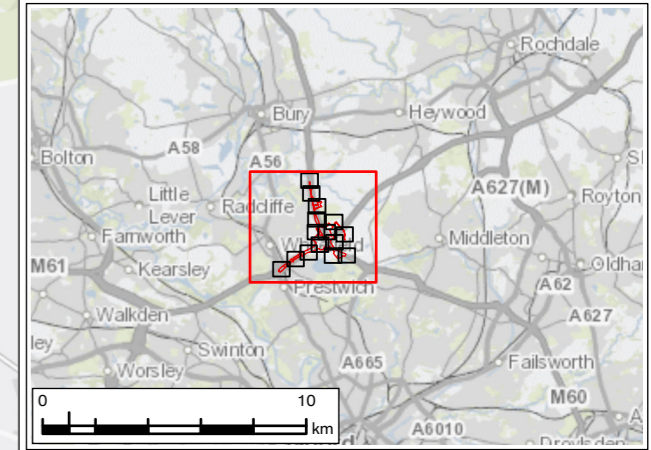 Rochdale
Bury
Heywood
A58
Bolton
A56
A627(M)
Royton
Little
Lever
Radcliffe
Farnworth
Middleton
M61
Kearsley
A62
Prestwich
A627
Walkden
Swinton
A665
Failsworth
Worsley
M60
0
10
km
A6010
Droylsden